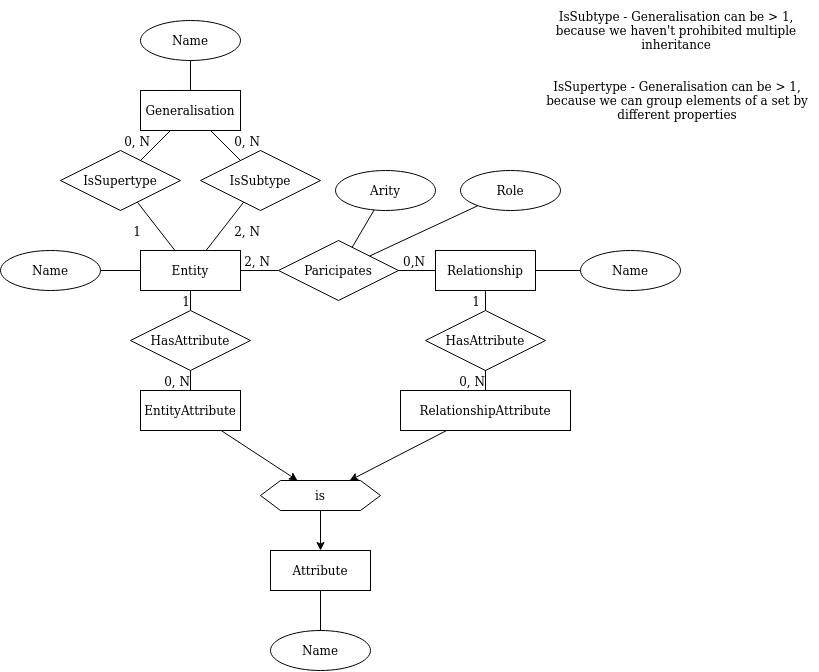 IsSubtype - Generalisation can be > 1,
because we haven't prohibited multiple
inheritance
Name
IsSupertype - Generalisation can be > 1,
because we can group elements of a set by
different properties
Generalisation
0, N
0, N
IsSupertype
IsSubtype
Arity
Role
1
2, N
Name
Entity
2, N
Paricipates
0,N
Relationship
Name
1
1
HasAttribute
HasAttribute
0, N
0, N
EntityAttribute
RelationshipAttribute
is
Attribute
Name